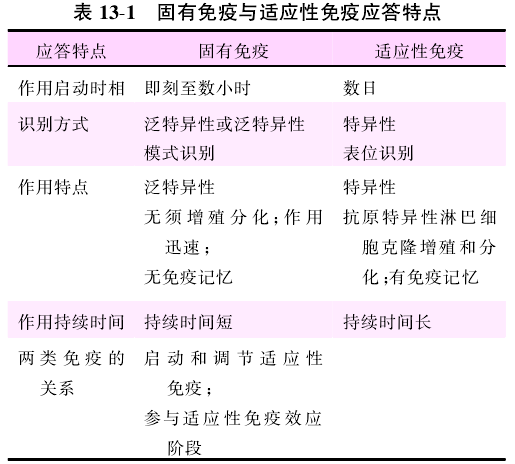 表 13-1 固有免疫与适应性免疫应答特点
应答特点 固有免疫 适应性免疫
作用启动时相 即刻至数小时 数日
识别方式 泛特异性或泛特异性 特异性
模式识别 表位识别
作用特点 泛特异性 特异性
无须增殖分化;作用 抗原特异性淋巴细
迅速; 胞克隆增殖和分
无免疫记忆 化;有免疫记忆
作用持续时间 持续时间短 持续时间长
两类免疫的 启动和调节适应性
关系 免疫;
参与适应性免疫效应
阶段